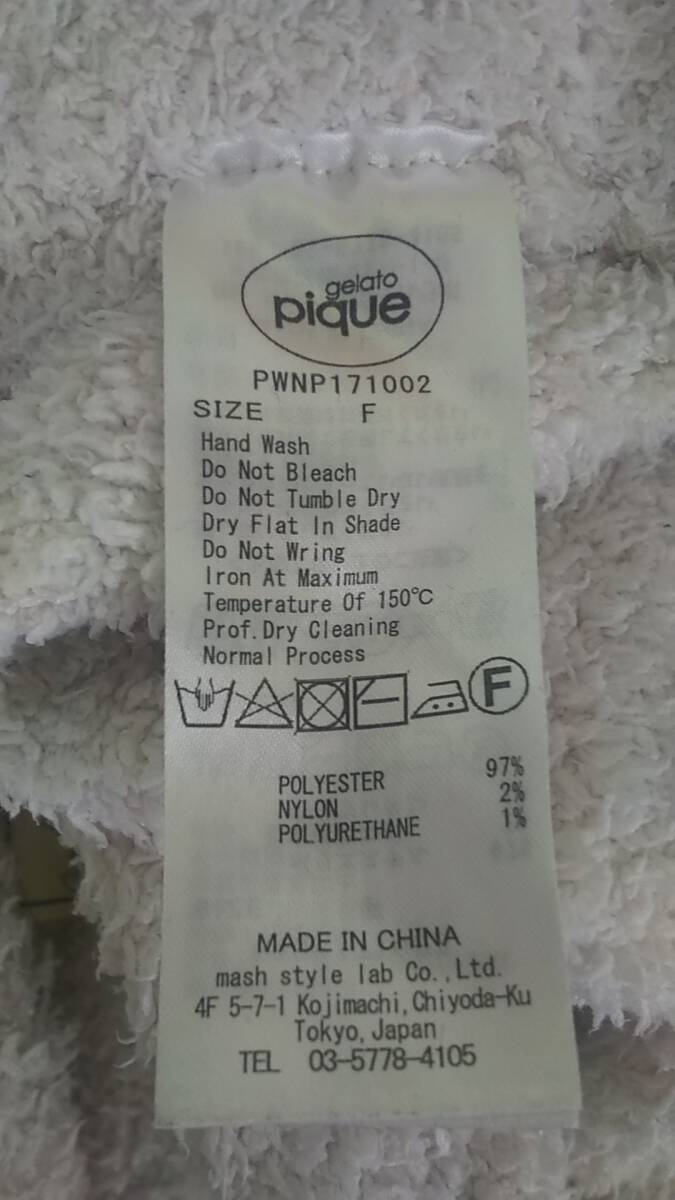 gelato
pique
PWNP171002
SIZE F
Hand Wash
Do Not Bleach
Do Not Tumble Dry
Dry Flat In Shade
Do Not Wring
Iron At Maximum
Temperature Of 150℃
Prof.Dry Cleaning
Normal Process
F
POLYESTER 97%
NYLON 2%
POLYURETHANE 1%
MADE IN CHINA
mash style lab Co.,Ltd.
4F 5-7-1 Kojimachi,Chiyoda-Ku
Tokyo,Japan
TEL 03-5778-4105